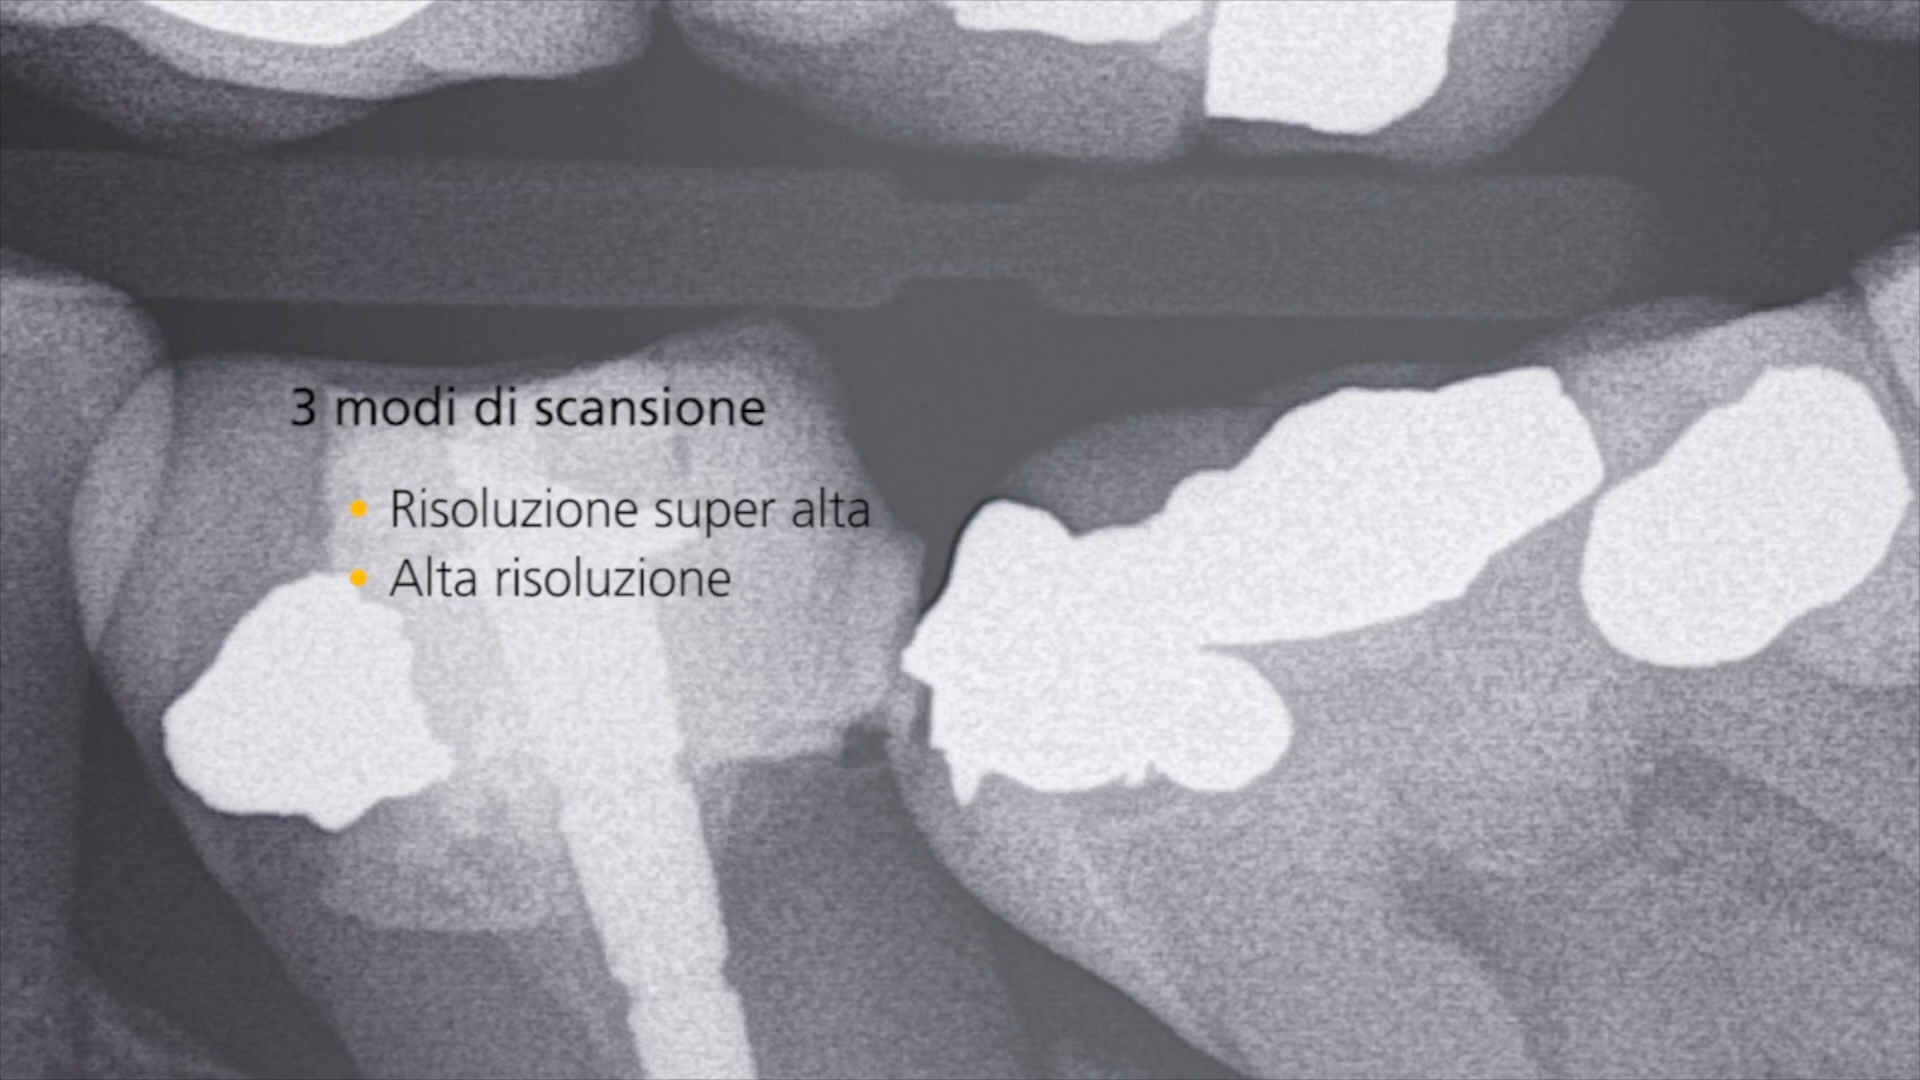 3 modi di scansione
• Risoluzione super alta
• Alta risoluzione